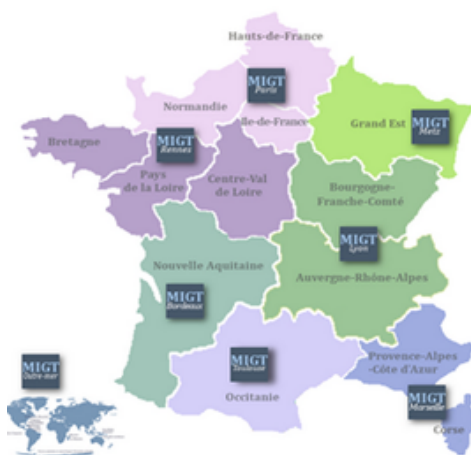 Hauts-de-France
MIGT
Paris
Normandie
Ile-de-France
Grand Est
MIGT
Metz
Bretagne
MIGT
Rennes
Pays
de la Loire
Centre-Val
de Loire
Bourgogne-
Franche-Comté
MIGT
Lyon
Nouvelle Aquitaine
Auvergne-Rhône-Alpes
MIGT
Bordeaux
MIGT
Toulouse
Provence-Alpes
-Côte d'Azur
MIGT
Outre-mer
Occitanie
MIGT
Marseille
Corse